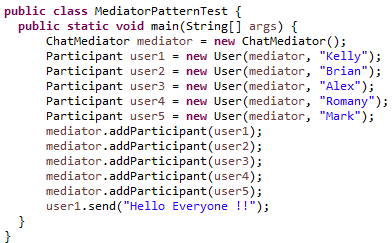 public class MediatorPatternTest {
  public static void main(String[] args) {
     ChatMediator mediator = new ChatMediator();
     Participant user1 = new User(mediator, "Kelly");
     Participant user2 = new User(mediator, "Brian");
     Participant user3 = new User(mediator, "Alex");
     Participant user4 = new User(mediator, "Romany");
     Participant user5 = new User(mediator, "Mark");
     mediator.addParticipant(user1);
     mediator.addParticipant(user2);
     mediator.addParticipant(user3);
     mediator.addParticipant(user4);
     mediator.addParticipant(user5);
     user1.send("Hello Everyone !!");
  }
}